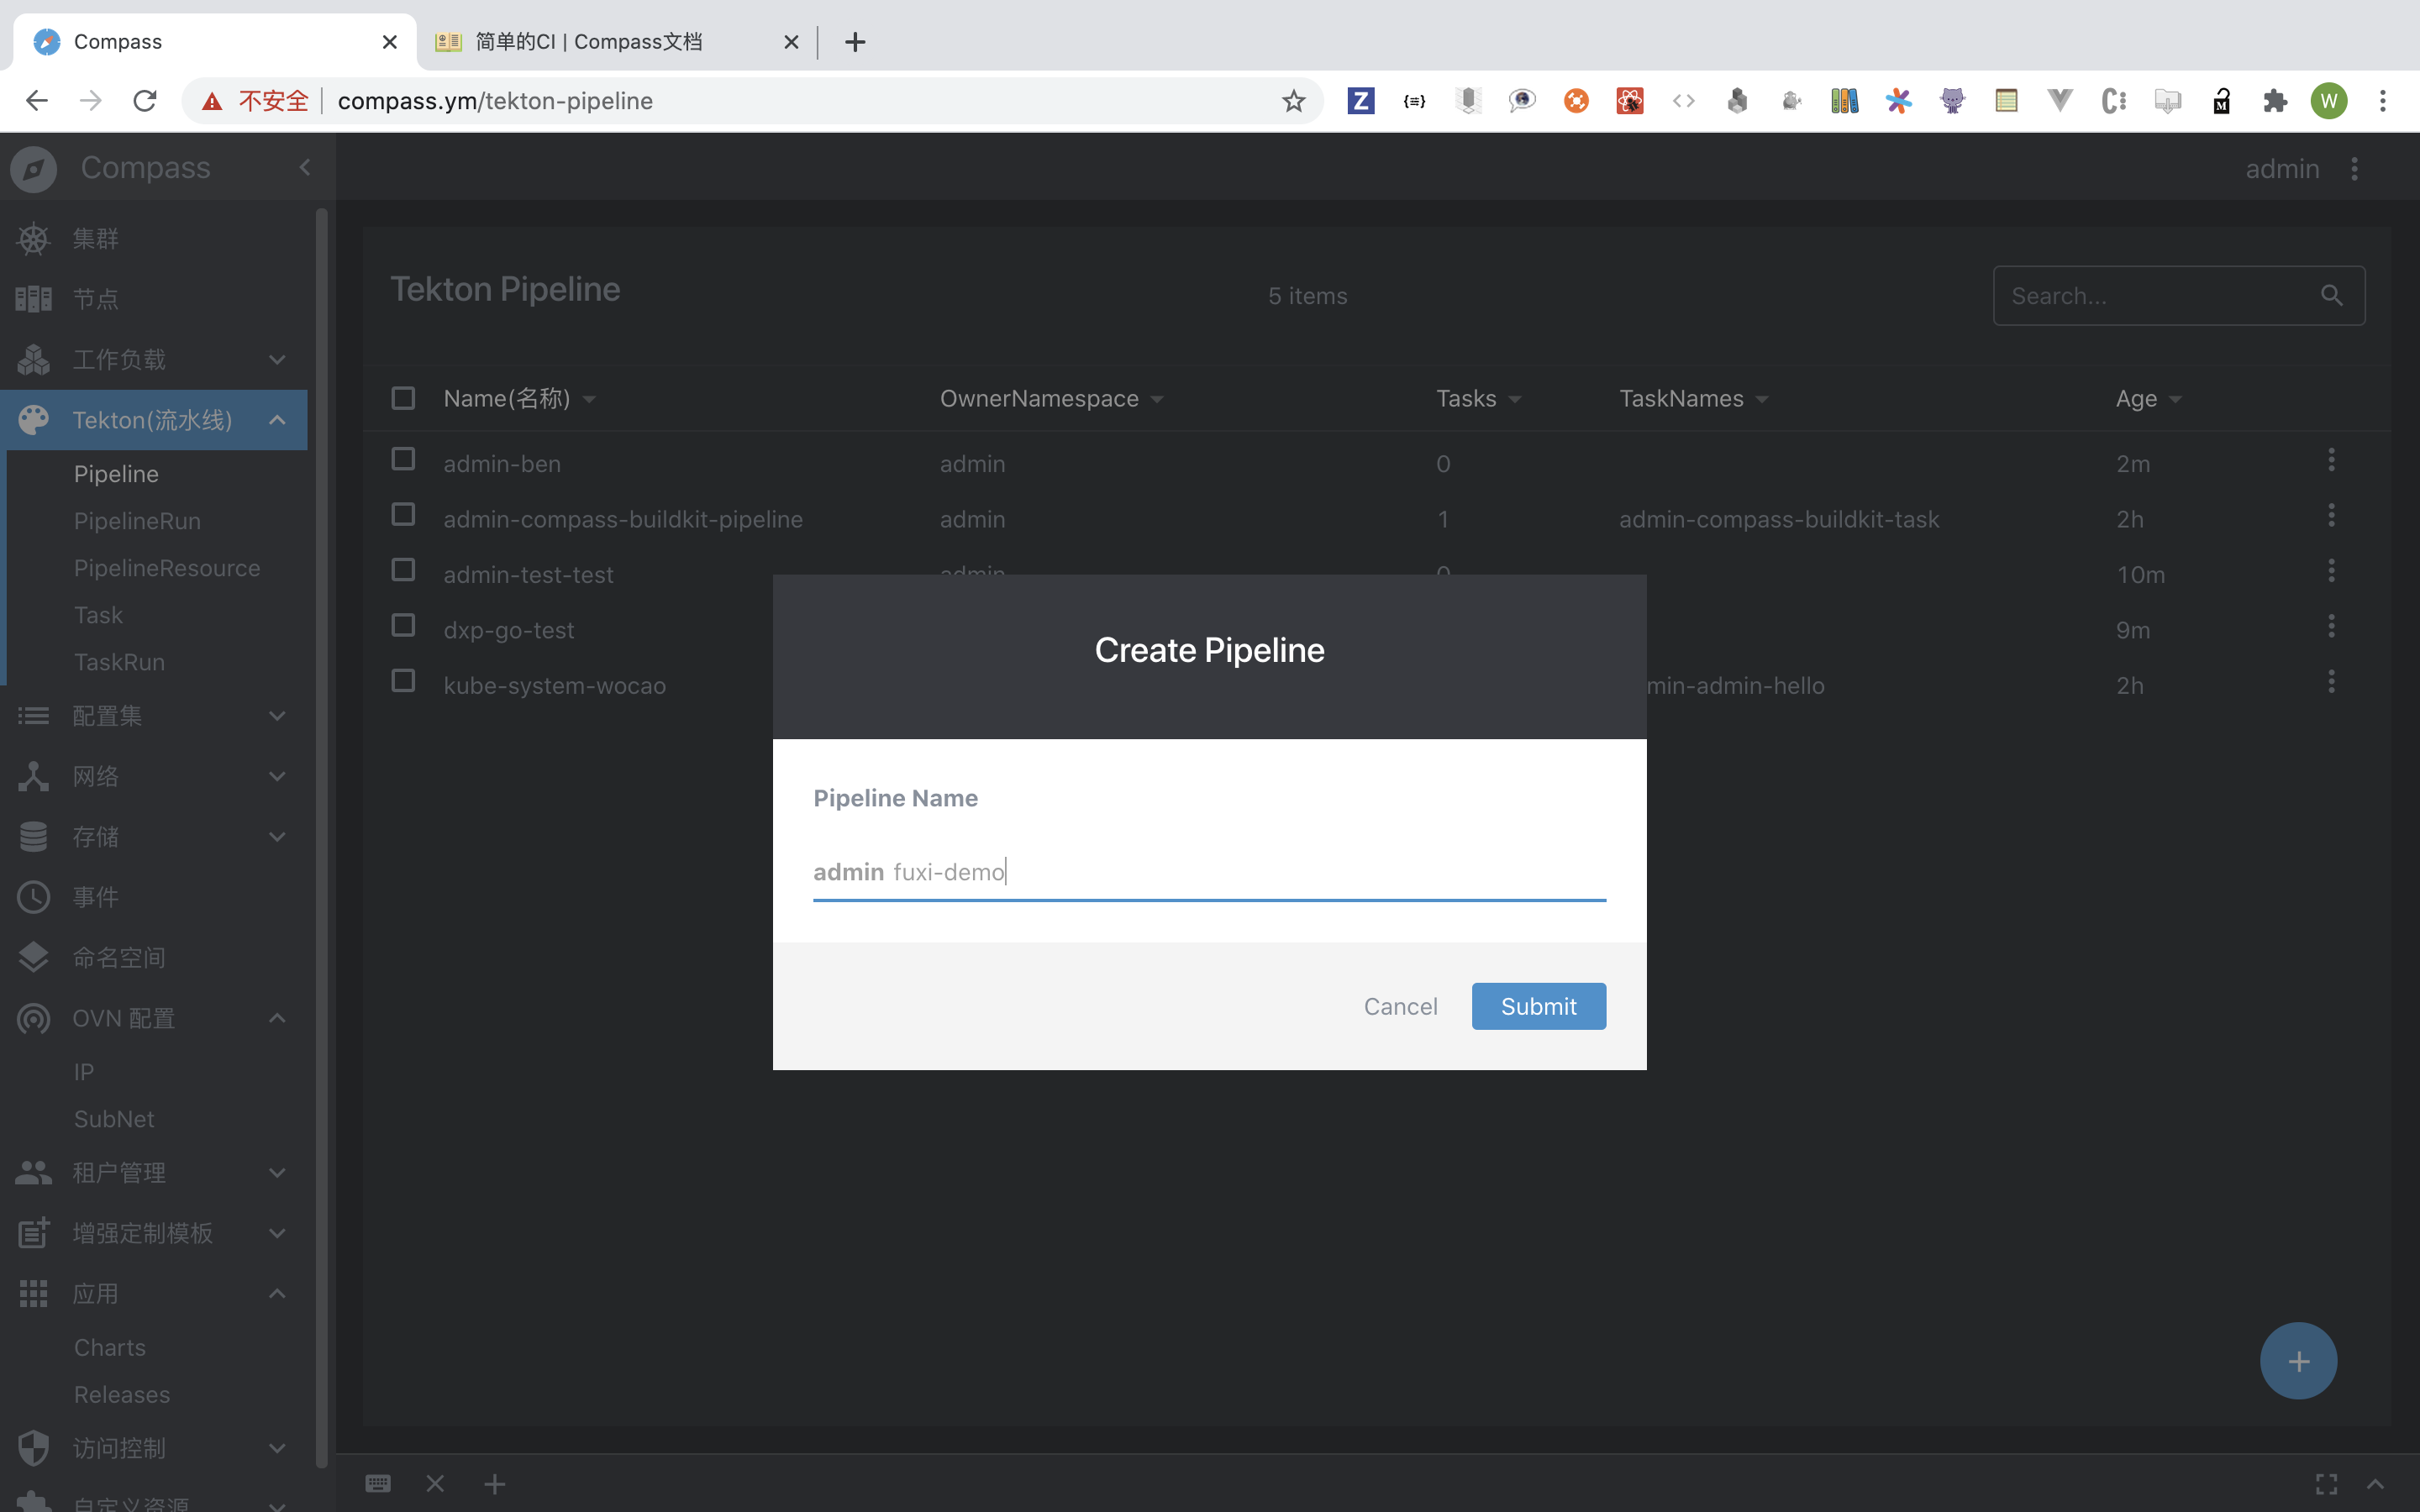 Compass
简单的CI | Compass文档
不安全
compass.ym/tekton-pipeline
W
Compass
admin
集群
节点
工作负载
Tekton(流水线)
Pipeline
PipelineRun
PipelineResource
Task
TaskRun
配置集
网络
存储
事件
命名空间
OVN 配置
IP
SubNet
租户管理
增强定制模板
应用
Charts
Releases
访问控制
自定义资源
Tekton Pipeline
5 items
Search...
Name(名称) OwnerNamespace Tasks TaskNames Age
admin-ben admin 0 2m
admin-compass-buildkit-pipeline admin 1 admin-compass-buildkit-task 2h
admin-test-test admin 0 10m
dxp-go-test 9m
kube-system-wocao min-admin-hello 2h
Create Pipeline
Pipeline Name
admin fuxi-demo
Cancel
Submit